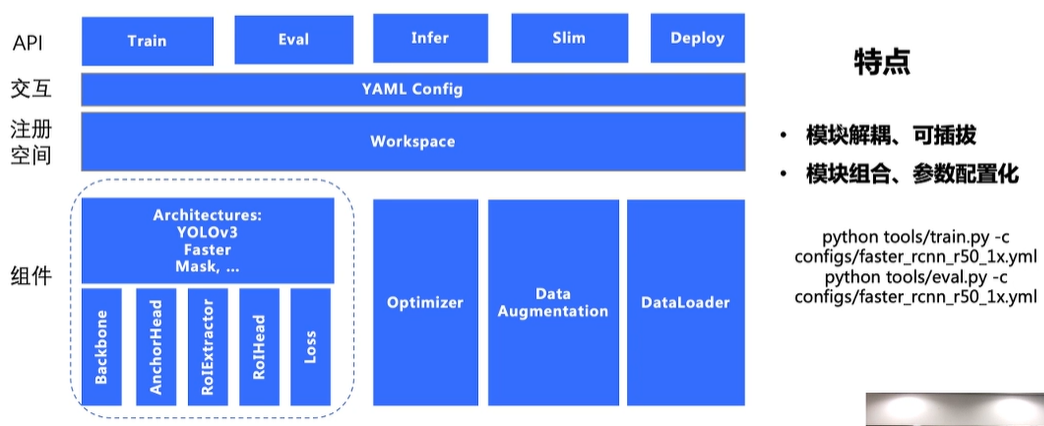 API
Train
Eval
Infer
Slim
Deploy
交互
YAML Config
注册
空间
Workspace
组件
Architectures:
YOLOv3
Faster
Mask, ...
Backbone
AnchorHead
RoIExtractor
RoIHead
Loss
Optimizer
Data
Augmentation
DataLoader
特点
• 模块解耦、可插拔
• 模块组合、参数配置化
python tools/train.py -c
configs/faster_rcnn_r50_1x.yml
python tools/eval.py -c
configs/faster_rcnn_r50_1x.yml